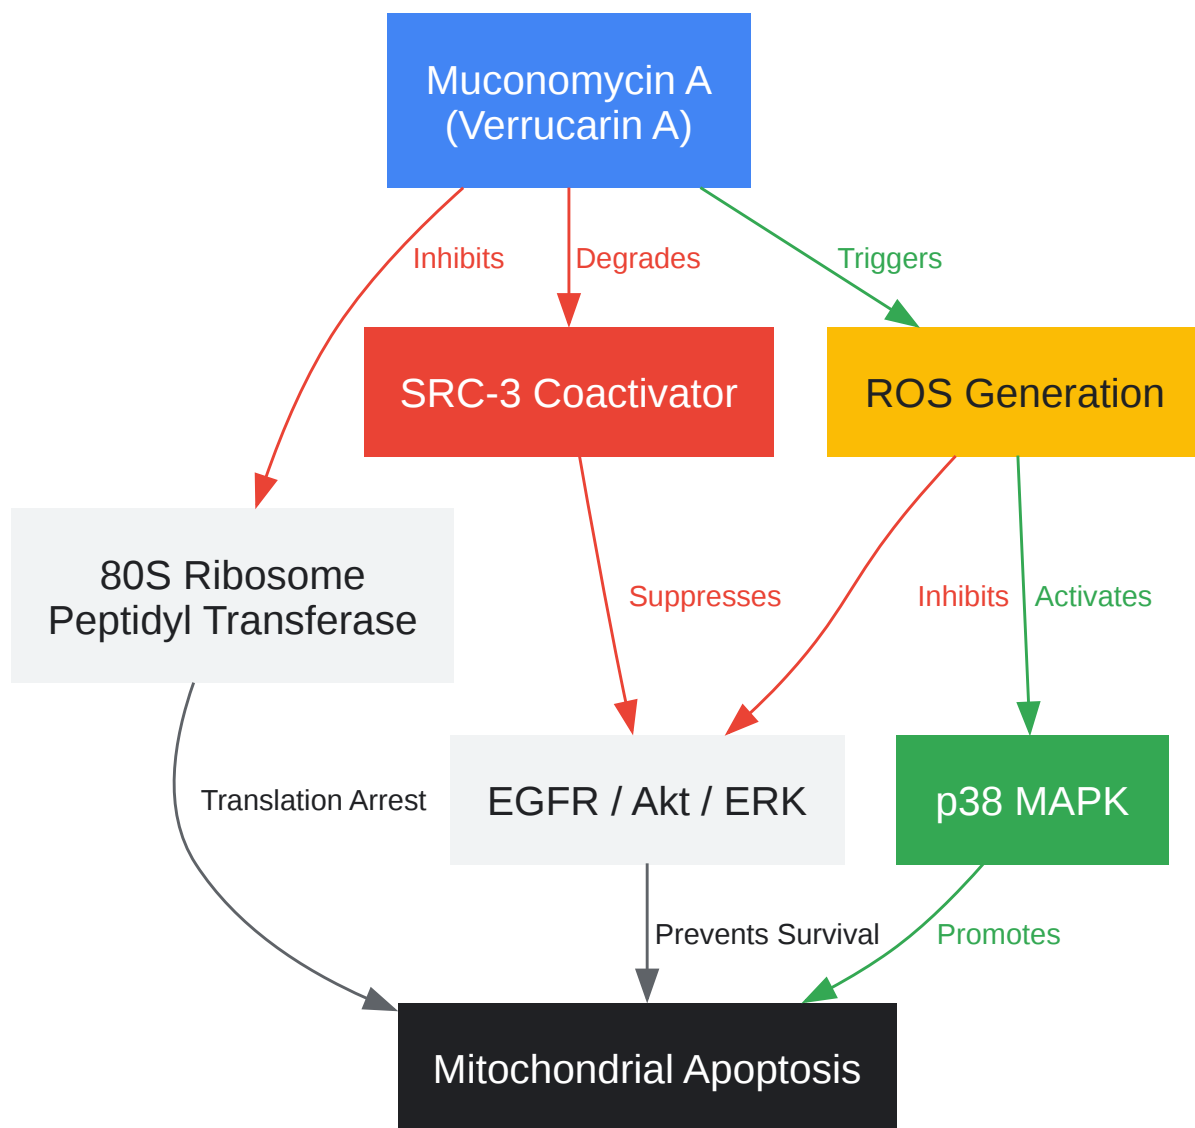 Muconomycin A
(Verrucarin A)
Inhibits
Degrades
Triggers
SRC-3 Coactivator
ROS Generation
80S Ribosome
Peptidyl Transferase
Suppresses
Inhibits
Activates
Translation Arrest
EGFR / Akt / ERK
p38 MAPK
Prevents Survival
Promotes
Mitochondrial Apoptosis